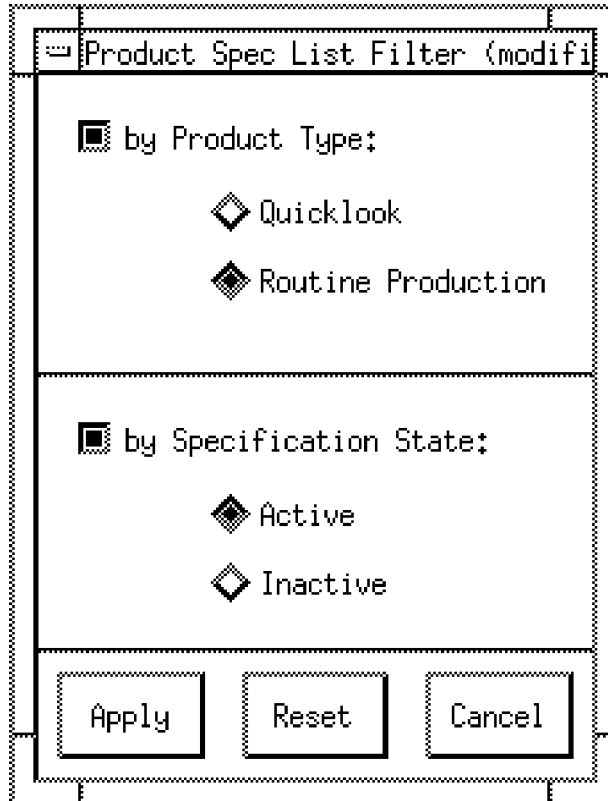 Product Spec List Filter (modifi
by Product Type:
Quicklook
Routine Production
by Specification State:
Active
Inactive
Apply Reset Cancel